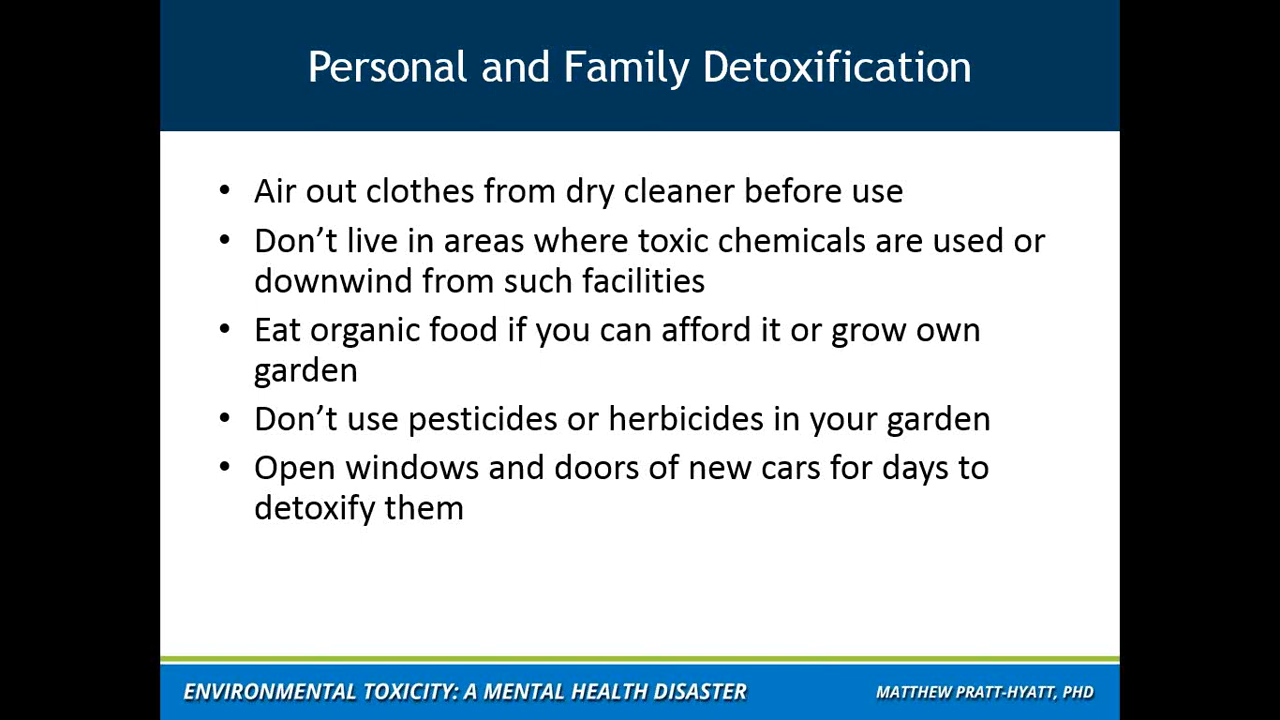 Personal and Family Detoxification
• Air out clothes from dry cleaner before use
• Don’t live in areas where toxic chemicals are used or
downwind from such facilities
• Eat organic food if you can afford it or grow own
garden
• Don’t use pesticides or herbicides in your garden
• Open windows and doors of new cars for days to
detoxify them
ENVIRONMENTAL TOXICITY: A MENTAL HEALTH DISASTER
MATTHEW PRATT-HYATT, PHD